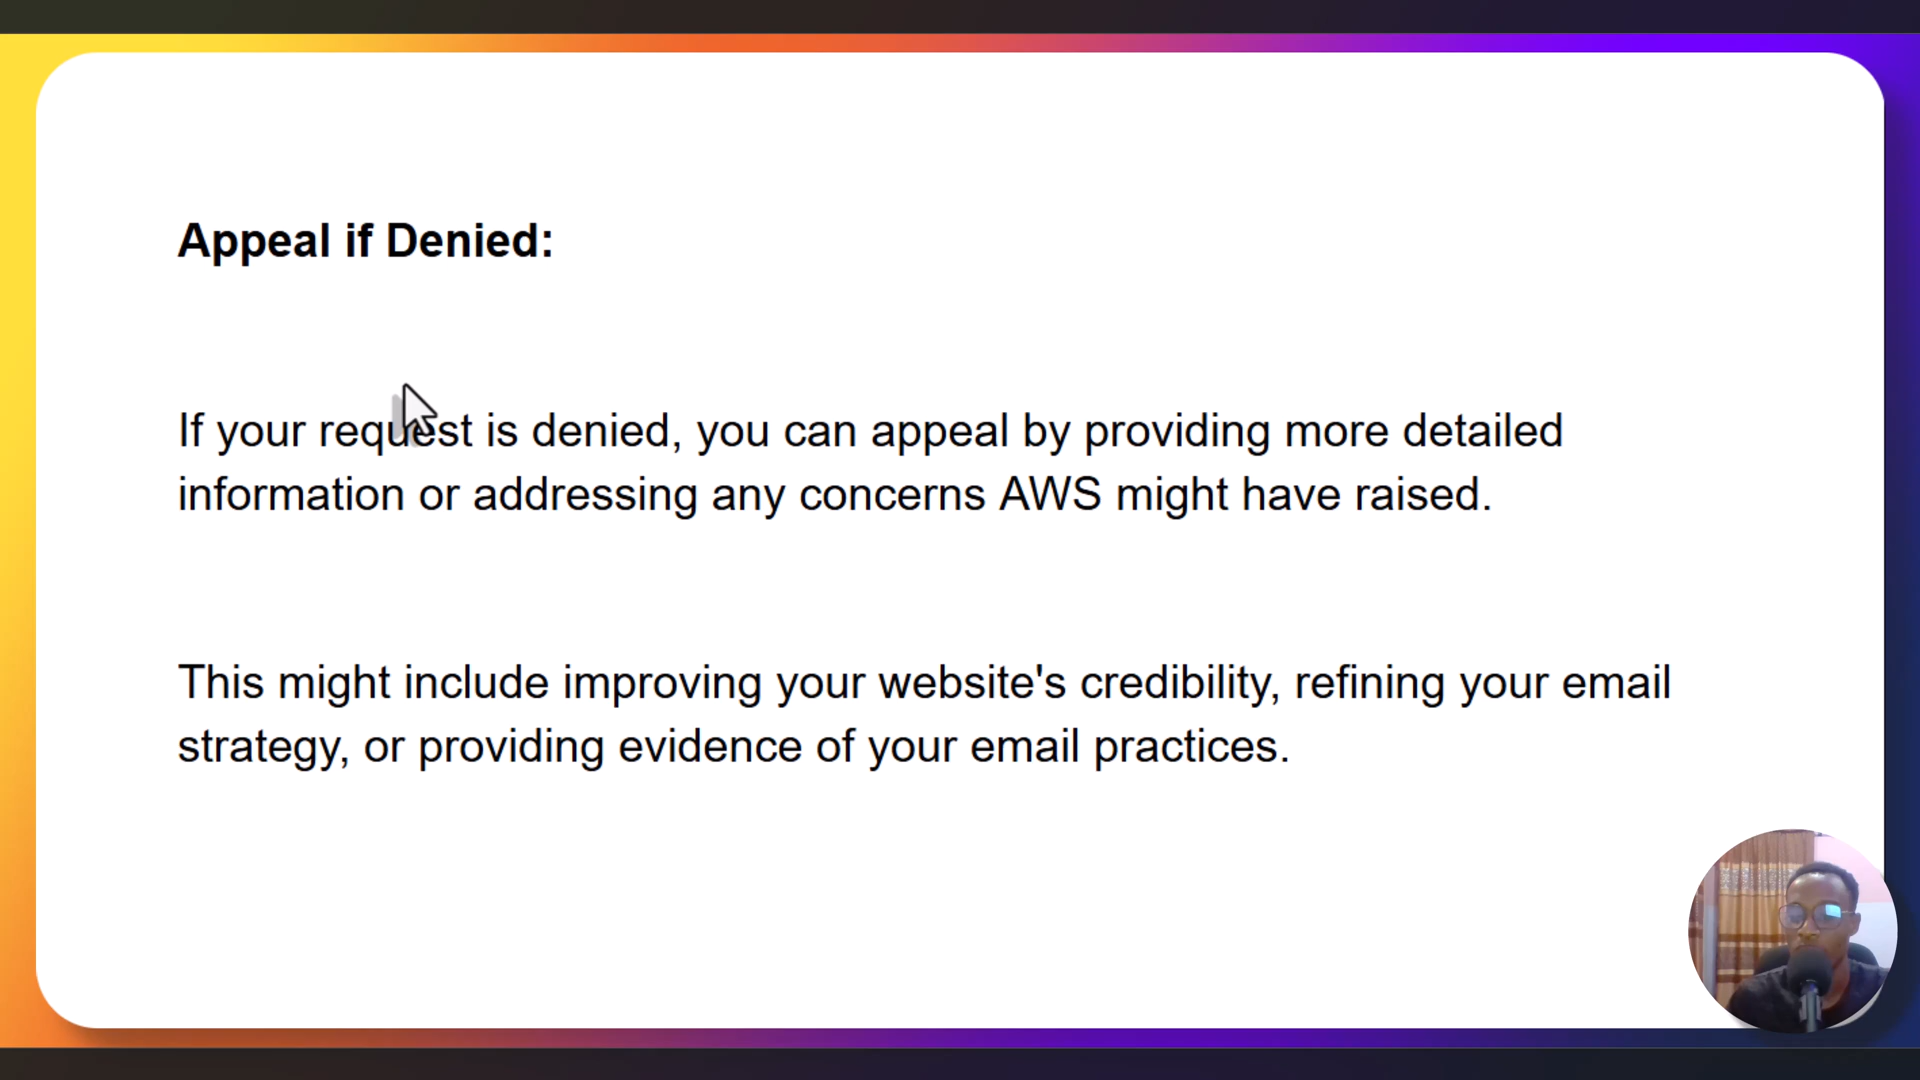 Appeal if Denied:
If your request is denied, you can appeal by providing more detailed
information or addressing any concerns AWS might have raised.
This might include improving your website's credibility, refining your email
strategy, or providing evidence of your email practices.